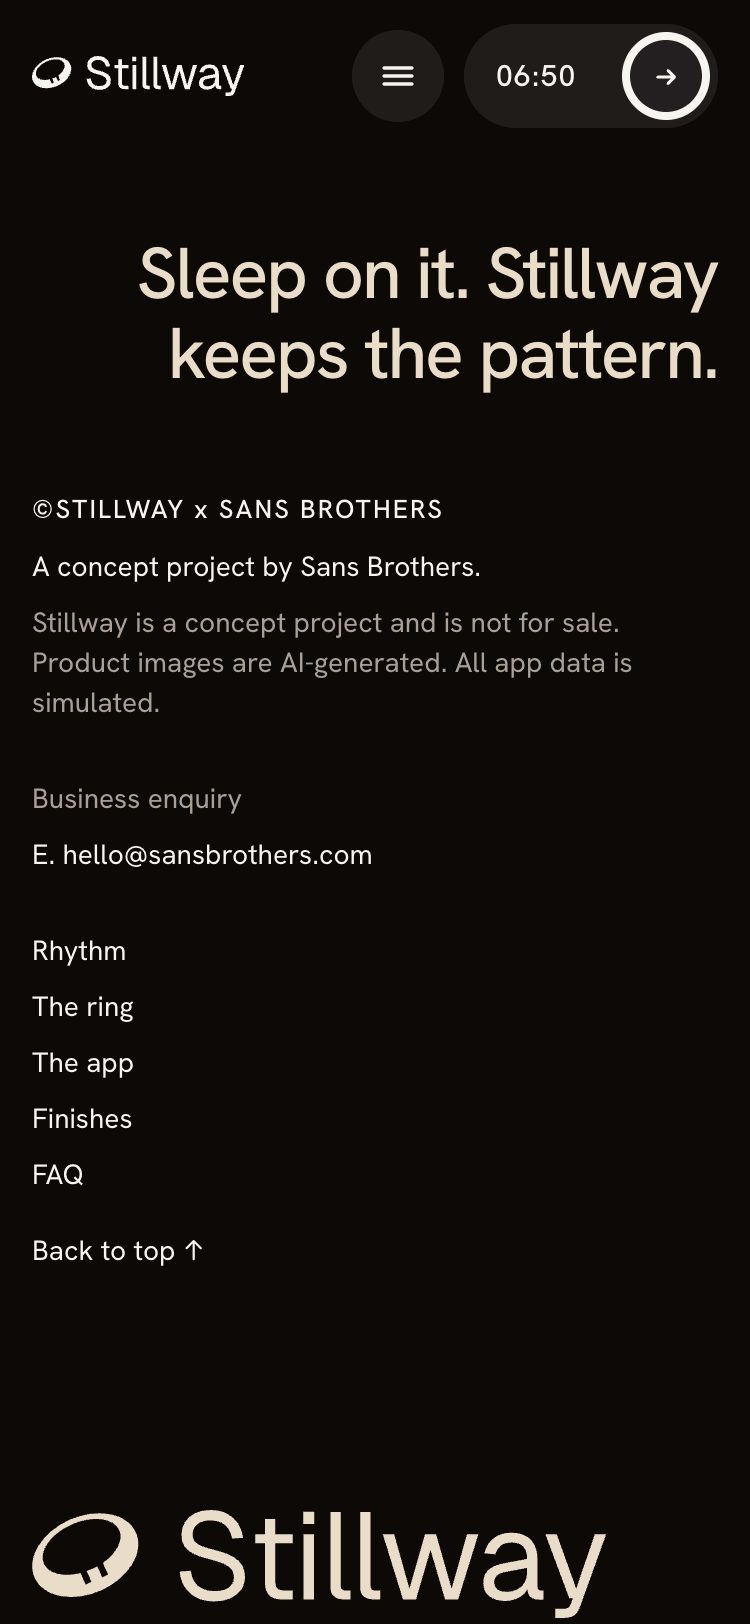 Stillway
06:50 →
Sleep on it. Stillway
keeps the pattern.
©STILLWAY x SANS BROTHERS
A concept project by Sans Brothers.
Stillway is a concept project and is not for sale.
Product images are AI-generated. All app data is
simulated.
Business enquiry
E. hello@sansbrothers.com
Rhythm
The ring
The app
Finishes
FAQ
Back to top ↑
Stillway